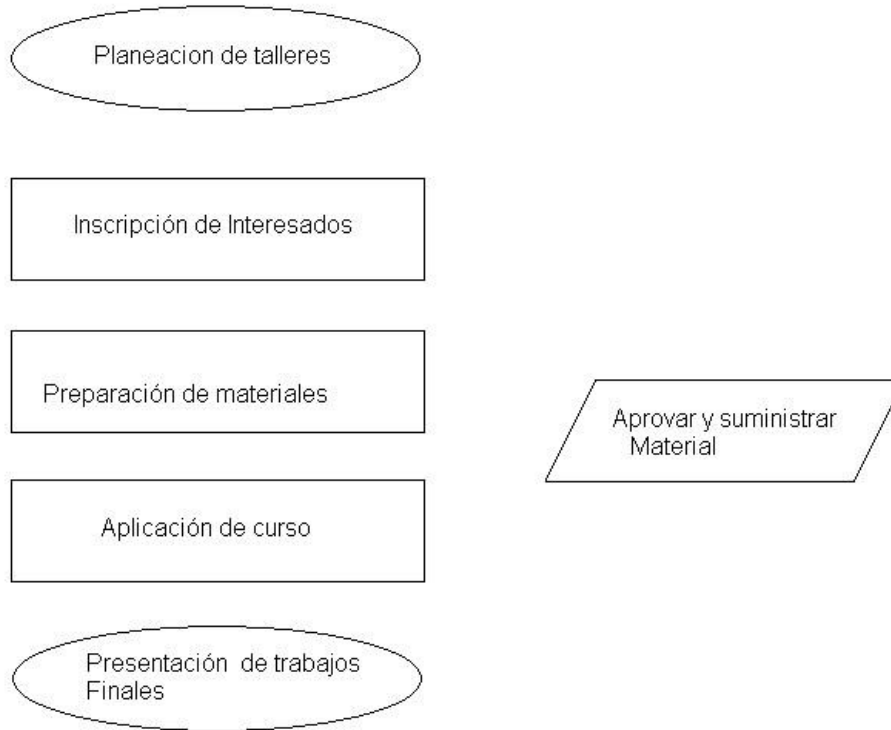 Planeacion de talleres
Inscripción de Interesados
Preparación de materiales
Aprovar y suministrar
Material
Aplicación de curso
Presentación de trabajos
Finales